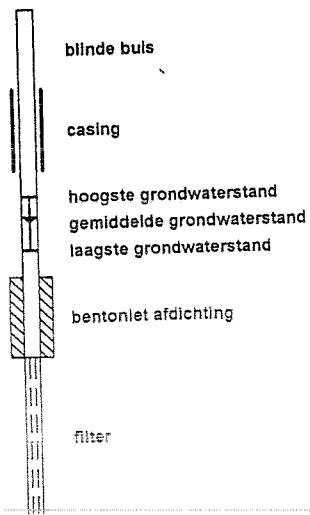 blinde buis
casing
hoogste grondwaterstand
gemiddelde grondwaterstand
laagste grondwaterstand
bentoniet afdichting
filter